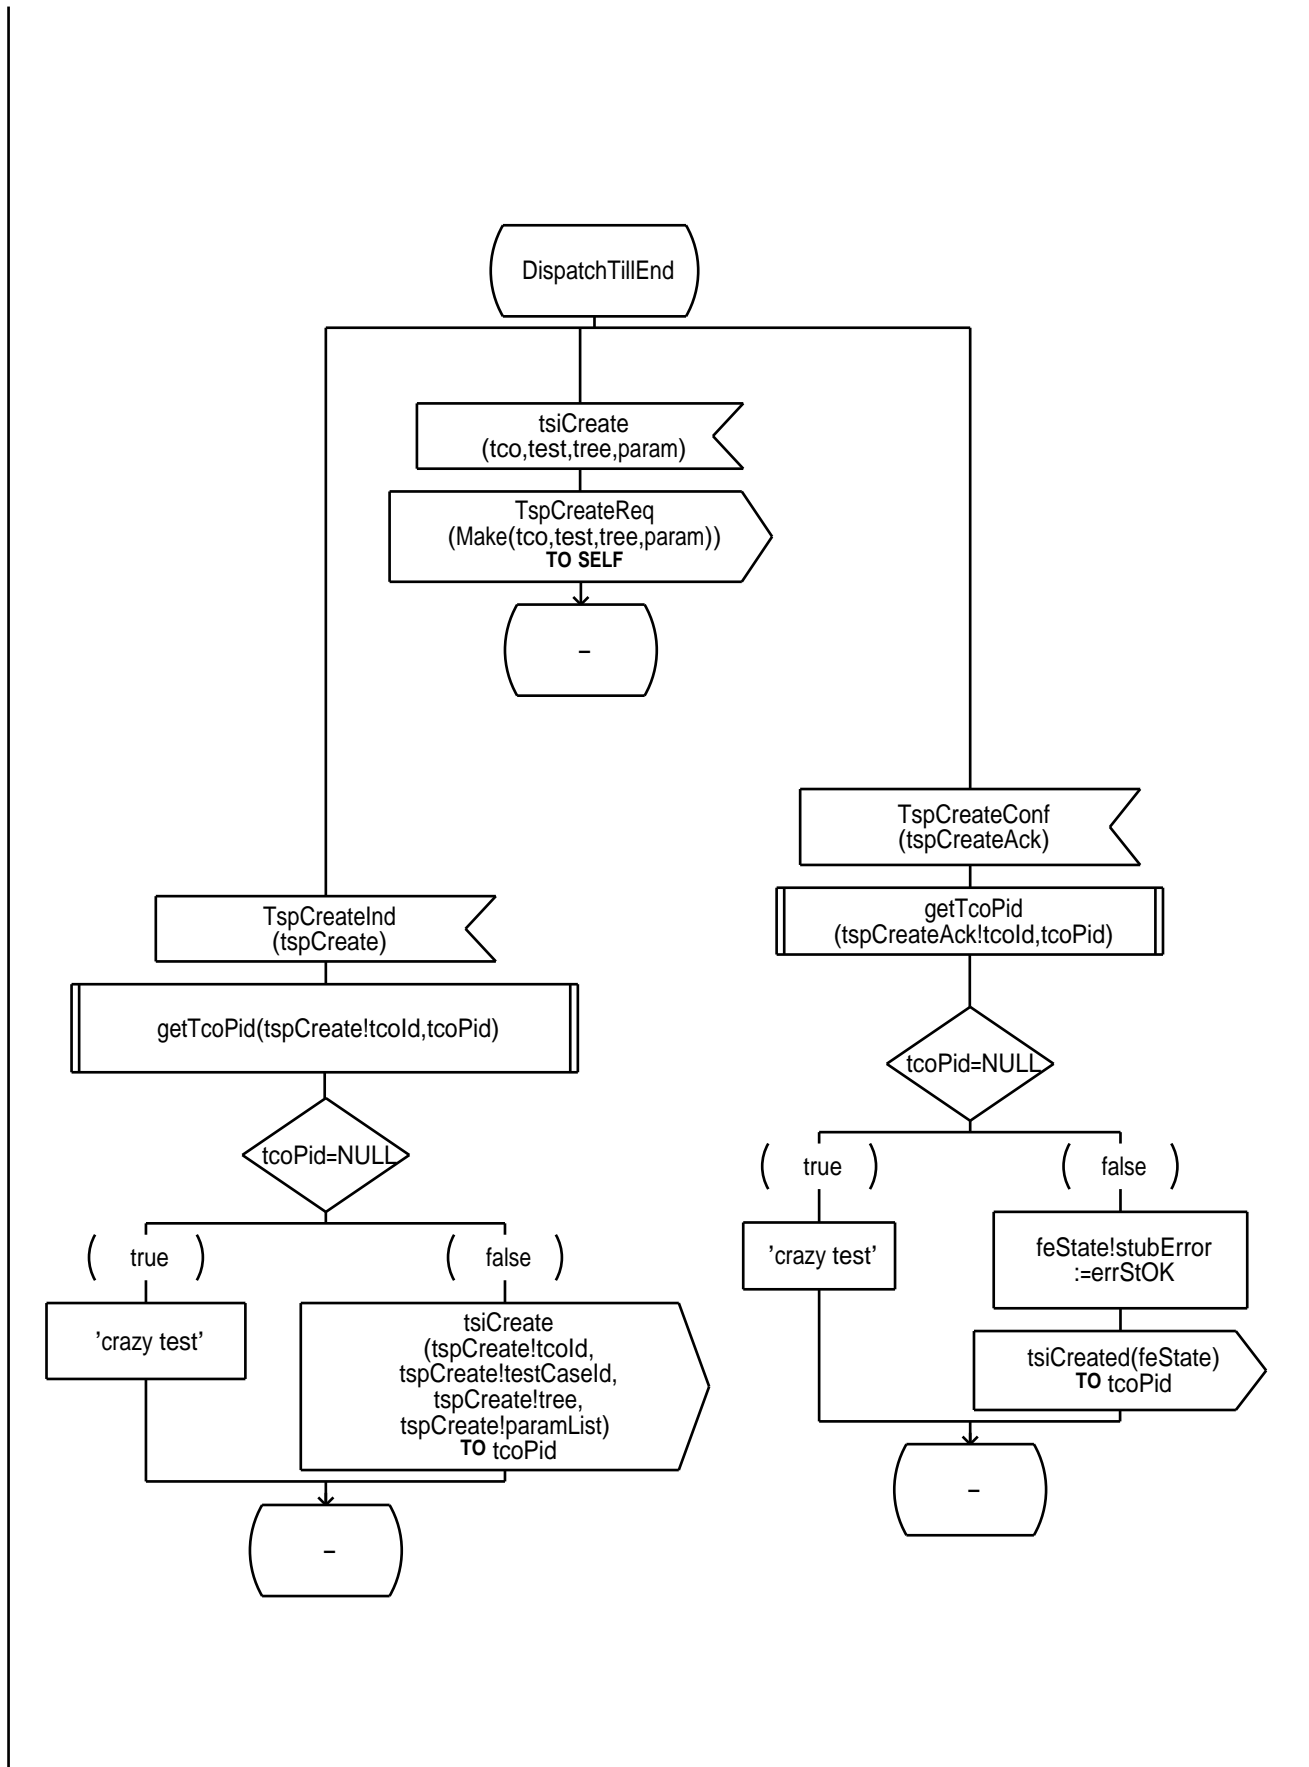 DispatchTillEnd
tsiCreate
(tco,test,tree,param)
TspCreateReq
(Make(tco,test,tree,param))
TO SELF
–
TspCreateInd
(tspCreate)
getTcoPid(tspCreate!tcoId,tcoPid)
tcoPid=NULL
( true )
( false )
'crazy test'
tsiCreate
(tspCreate!tcoId,
tspCreate!testCaseId,
tspCreate!tree,
tspCreate!paramList)
TO tcoPid
–
TspCreateConf
(tspCreateAck)
getTcoPid
(tspCreateAck!tcoId,tcoPid)
tcoPid=NULL
( true )
( false )
'crazy test'
feState!stubError
:=errStOK
tsiCreated(feState)
TO tcoPid
–